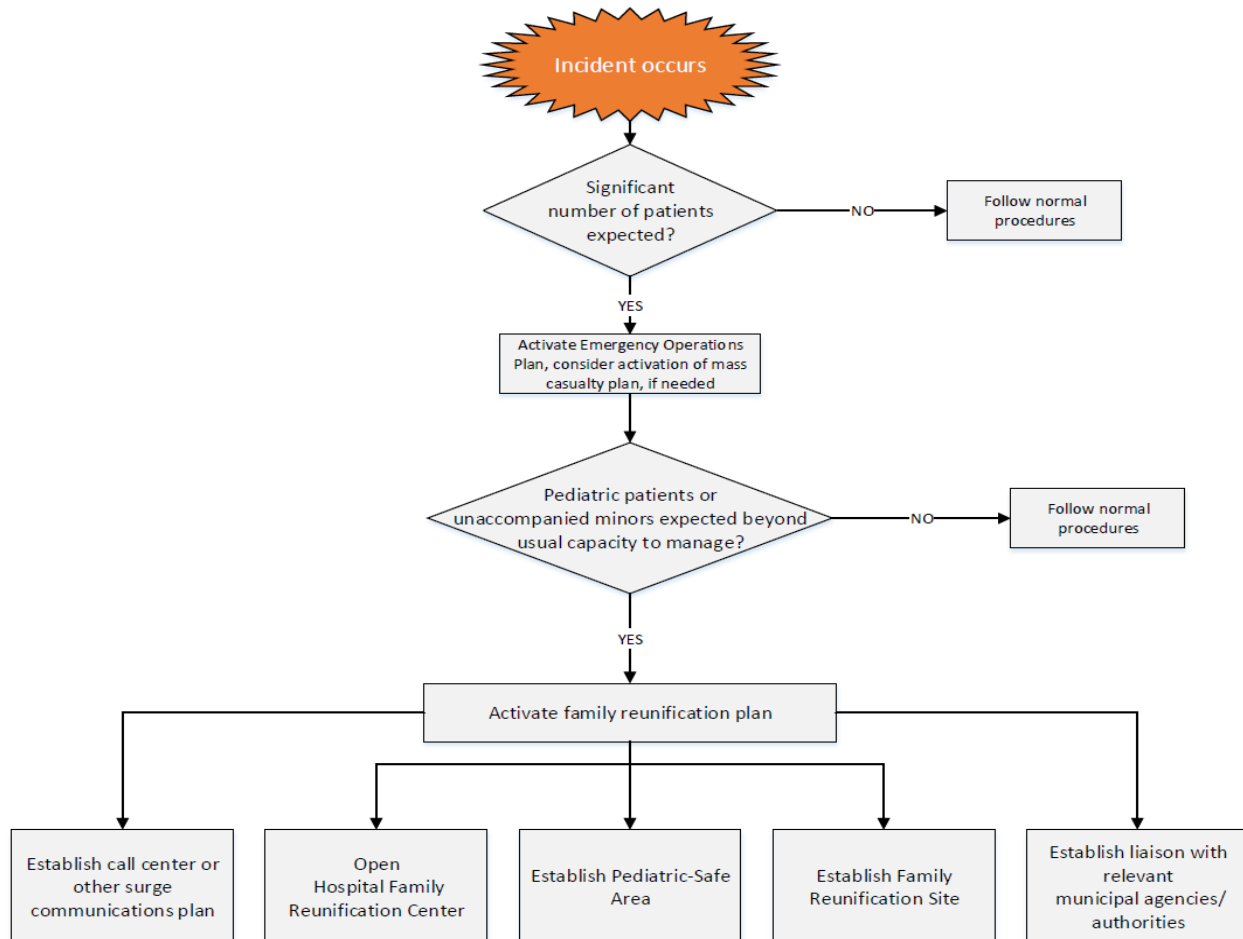 Incident occurs
Significant
number of patients
expected?
NO
Follow normal
procedures
YES
Activate Emergency Operations
Plan, consider activation of mass
casualty plan, if needed
Pediatric patients or
unaccompanied minors expected beyond
usual capacity to manage?
NO
Follow normal
procedures
YES
Activate family reunification plan
Establish call center or
other surge
communications plan
Open
Hospital Family
Reunification Center
Establish Pediatric-Safe
Area
Establish Family
Reunification Site
Establish liaison with
relevant
municipal agencies/
authorities